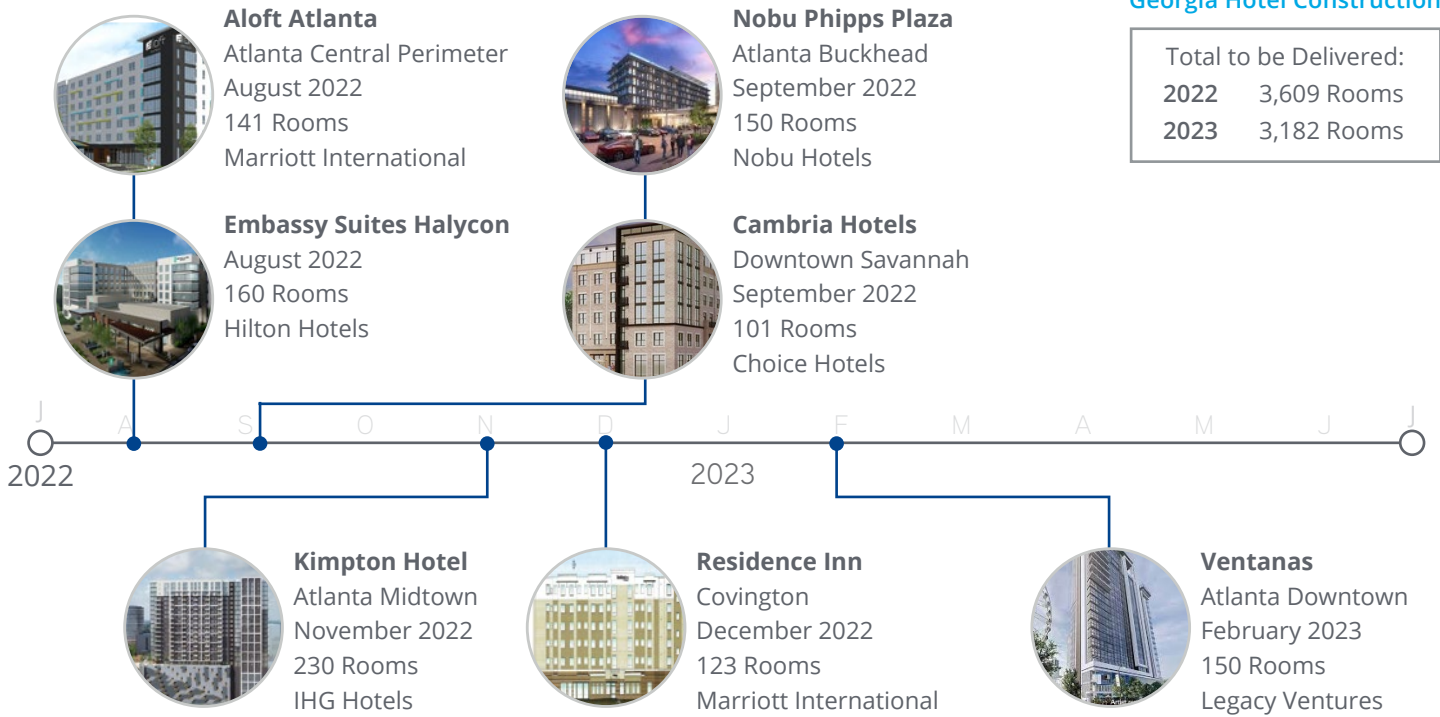 Aloft Atlanta
Atlanta Central Perimeter
August 2022
141 Rooms
Marriott International
Nobu Phipps Plaza
Atlanta Buckhead
September 2022
150 Rooms
Nobu Hotels
Georgia Hotel Construction
Total to be Delivered:
2022 3,609 Rooms
2023 3,182 Rooms
Embassy Suites Halycon
August 2022
160 Rooms
Hilton Hotels
Cambria Hotels
Downtown Savannah
September 2022
101 Rooms
Choice Hotels
J A S O N D J F M A M J J
2022 2023
Kimpton Hotel
Atlanta Midtown
November 2022
230 Rooms
IHG Hotels
Residence Inn
Covington
December 2022
123 Rooms
Marriott International
Ventanas
Atlanta Downtown
February 2023
150 Rooms
Legacy Ventures